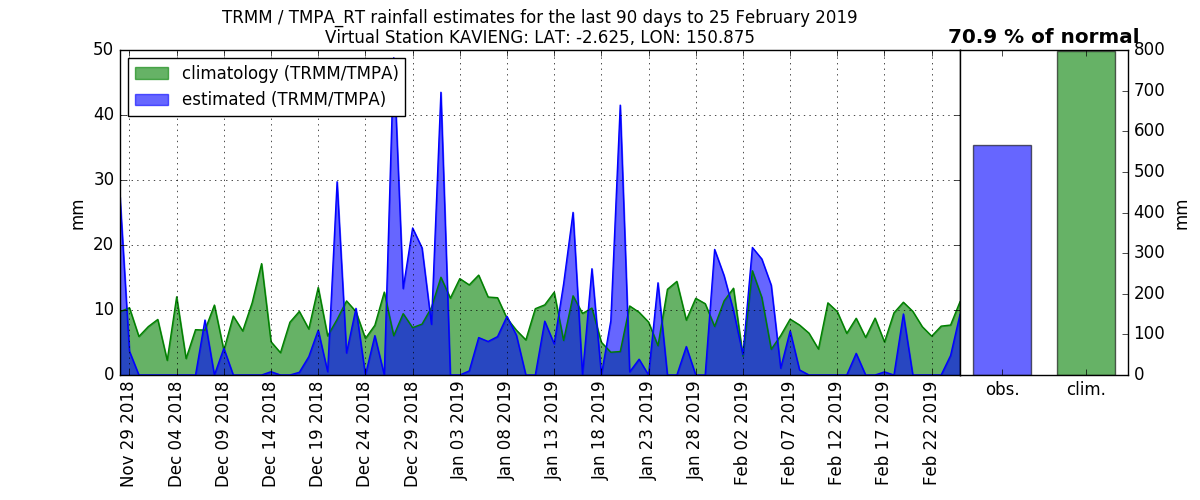 TRMM / TMPA_RT rainfall estimates for the last 90 days to 25 February 2019
Virtual Station KAVIENG: LAT: -2.625, LON: 150.875
70.9 % of normal
climatology (TRMM/TMPA)
estimated (TRMM/TMPA)
mm
50
40
30
20
10
0
Nov 29 2018
Dec 04 2018
Dec 09 2018
Dec 14 2018
Dec 19 2018
Dec 24 2018
Dec 29 2018
Jan 03 2019
Jan 08 2019
Jan 13 2019
Jan 18 2019
Jan 23 2019
Jan 28 2019
Feb 02 2019
Feb 07 2019
Feb 12 2019
Feb 17 2019
Feb 22 2019
obs.
clim.
800
700
600
500
400
300
200
100
0
mm